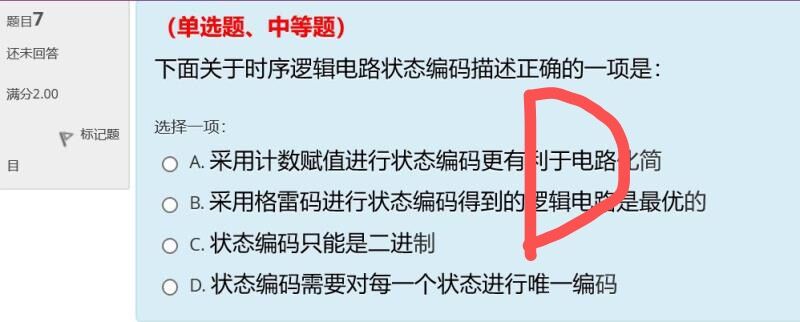 题目7
还未回答
满分2.00
标记题
目
（单选题、中等题）
下面关于时序逻辑电路状态编码描述正确的一项是：
选择一项：
A. 采用计数赋值进行状态编码更有利于电路化简
B. 采用格雷码进行状态编码得到的逻辑电路是最优的
C. 状态编码只能是二进制
D. 状态编码需要对每一个状态进行唯一编码
D